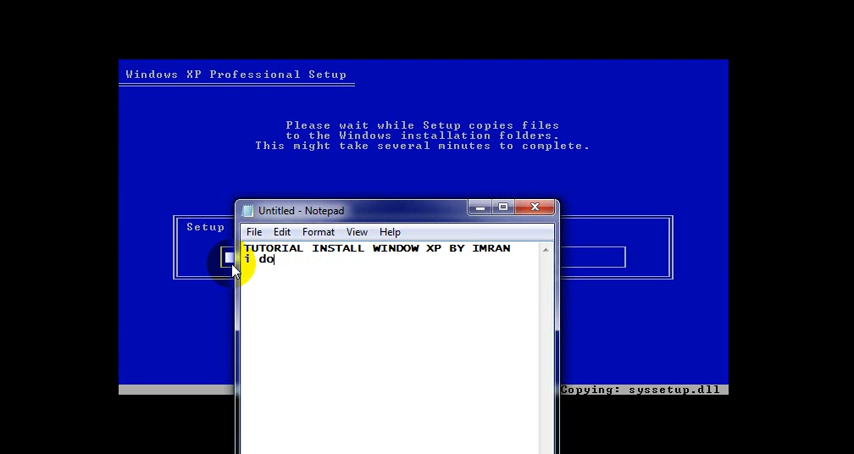 Windows XP Professional Setup
Please wait while Setup copies files
to the Windows installation folders.
This might take several minutes to complete.
Setup
Untitled - Notepad
File Edit Format View Help
TUTORIAL INSTALL WINDOW XP BY IMRAN
i do
Copying: syssetup.dll